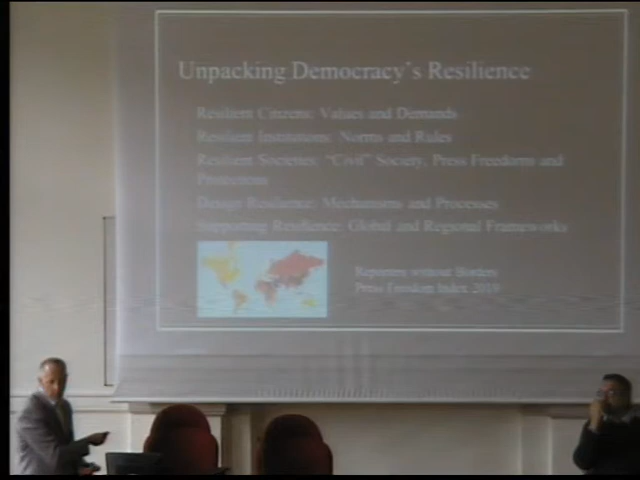 Unpacking Democracy's Resilience
Resilient Citizens: Values and Demands
Resilient Institutions: Norms and Rules
Resilient Societies: "Civil" Society, Press Freedoms and
Protections
Design Resilience: Mechanisms and Processes
Supporting Resilience: Global and Regional Frameworks
Reporters without Borders
Press Freedom Index, 2019